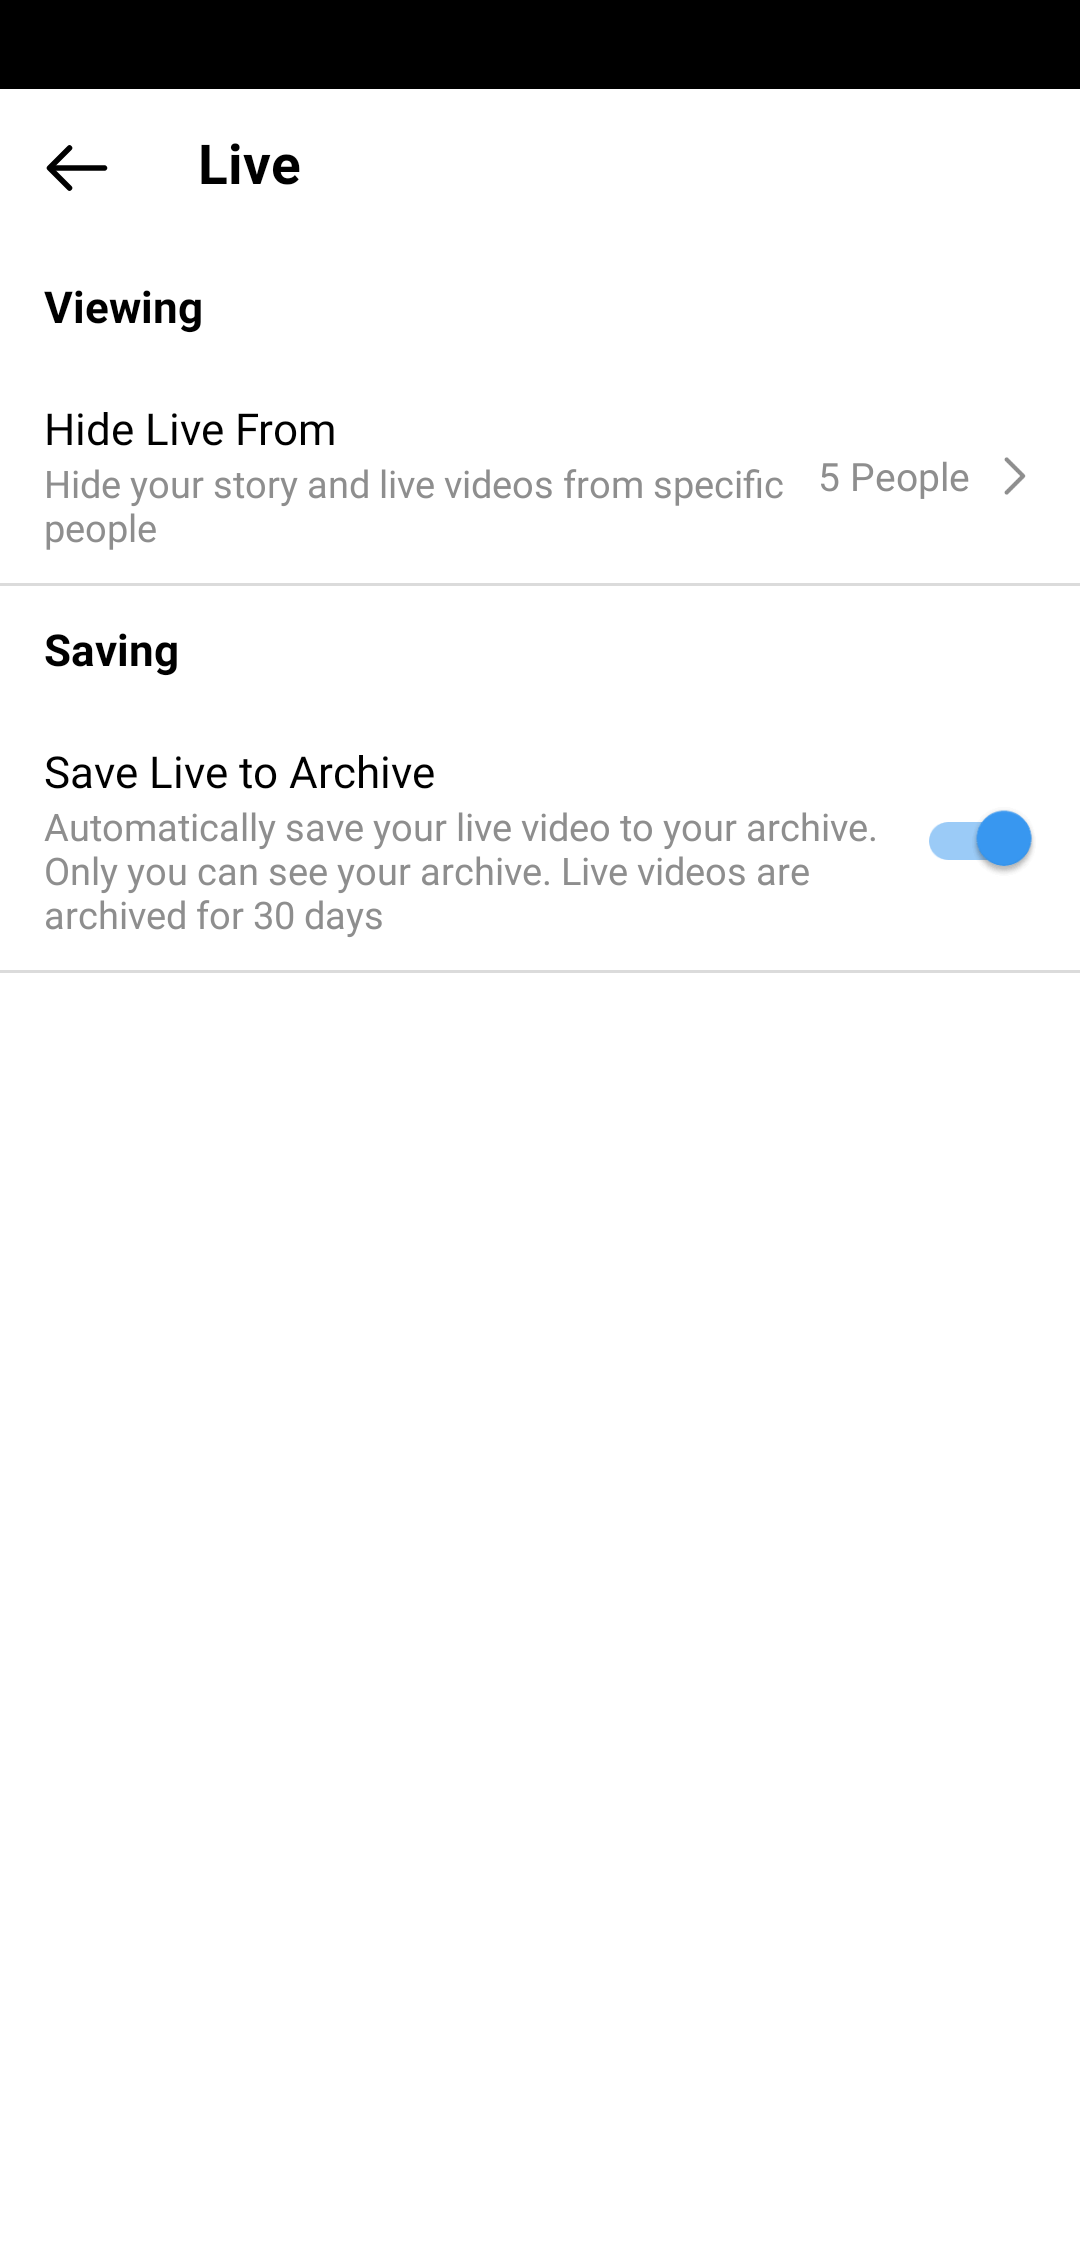 Live
Viewing
Hide Live From
Hide your story and live videos from specific
people
5 People
Saving
Save Live to Archive
Automatically save your live video to your archive.
Only you can see your archive. Live videos are
archived for 30 days